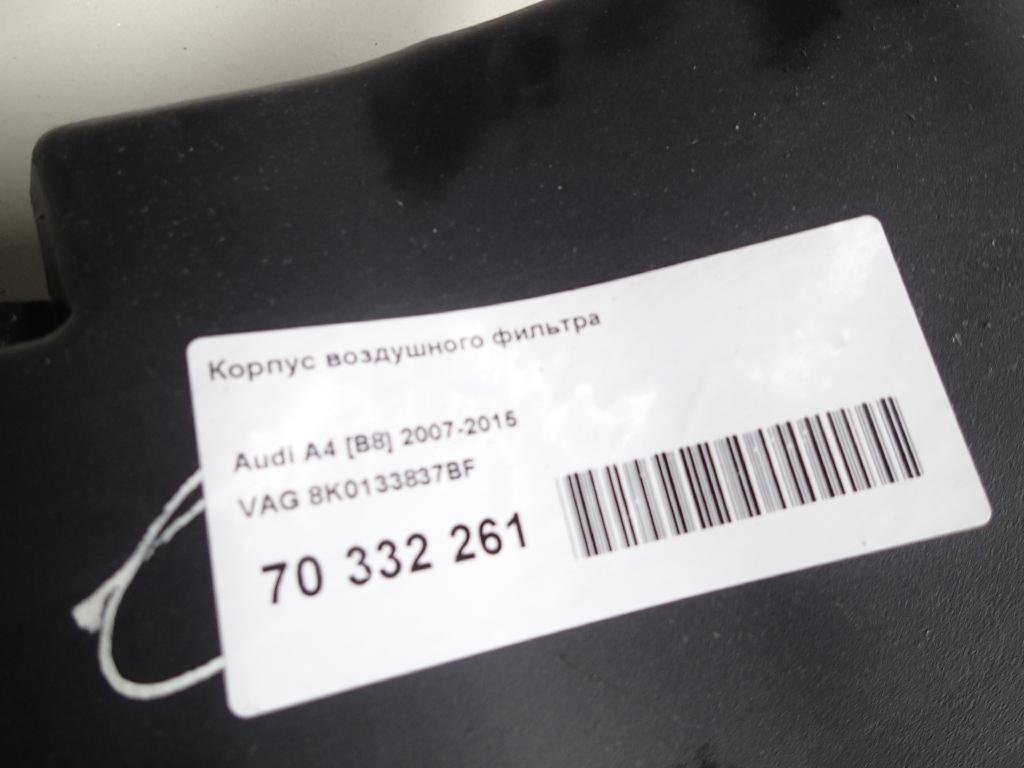 Корпус воздушного фильтра
Audi A4 [B8] 2007-2015
VAG 8K0133837BF
70 332 261